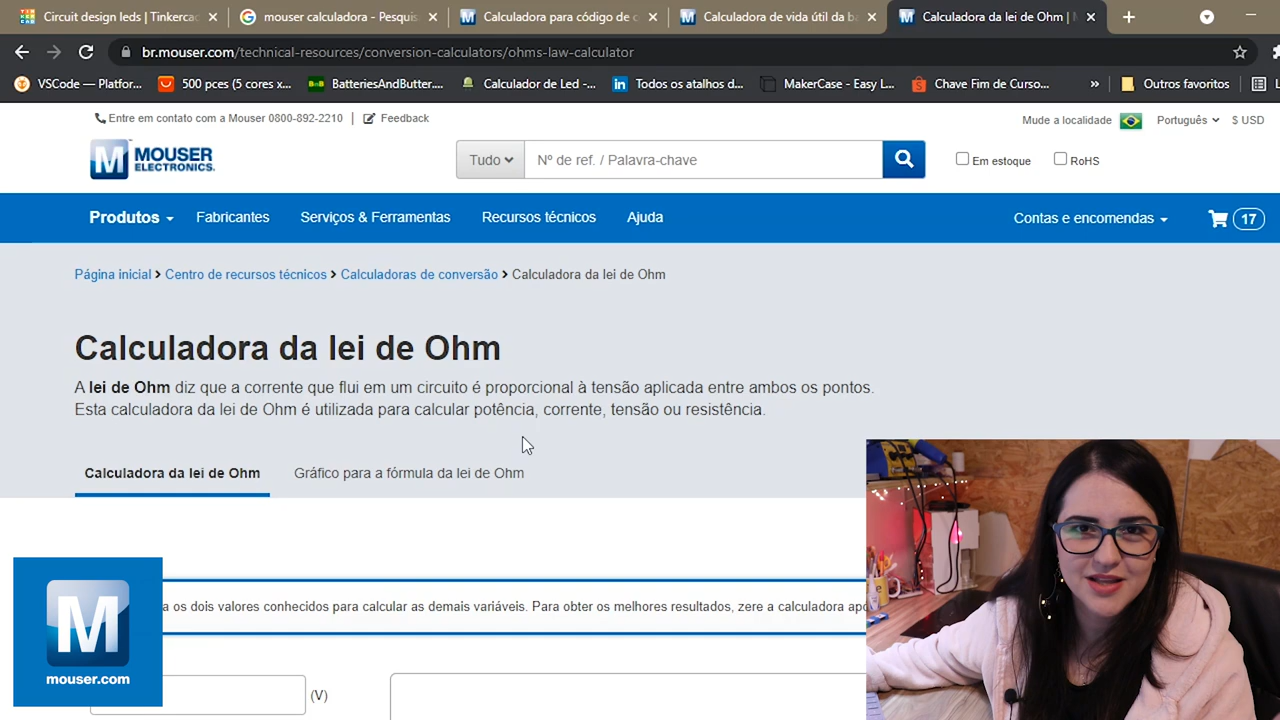 Circuit design leds | Tinkercad
mouser calculadora - Pesquis
Calculadora para código de c
Calculadora de vida útil da ba
Calculadora da lei de Ohm |
br.mouser.com/technical-resources/conversion-calculators/ohms-law-calculator
VSCode — Platfor...
500 pces (5 cores x...
BatteriesAndButter....
Calculador de Led -...
Todos os atalhos d...
MakerCase - Easy L...
Chave Fim de Curso...
»
Outros favoritos
Entre em contato com a Mouser 0800-892-2210 | Feedback
Mude a localidade Português $ USD
M MOUSER ELECTRONICS.
Tudo Nº de ref. / Palavra-chave
Em estoque RoHS
Produtos Fabricantes Serviços & Ferramentas Recursos técnicos Ajuda Contas e encomendas 17
Página inicial > Centro de recursos técnicos > Calculadoras de conversão > Calculadora da lei de Ohm
Calculadora da lei de Ohm
A lei de Ohm diz que a corrente que flui em um circuito é proporcional à tensão aplicada entre ambos os pontos.
Esta calculadora da lei de Ohm é utilizada para calcular potência, corrente, tensão ou resistência.
Calculadora da lei de Ohm Gráfico para a fórmula da lei de Ohm
a os dois valores conhecidos para calcular as demais variáveis. Para obter os melhores resultados, zere a calculadora apó
M
mouser.com
(V)